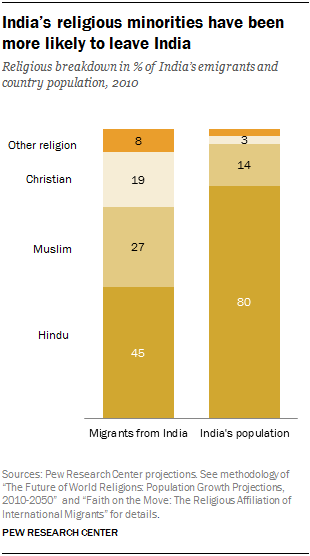 India's religious minorities have been
more likely to leave India
Religious breakdown in % of India's emigrants and
country population, 2010
Other religion 8 3
Christian 19 14
Muslim 27
Hindu 80
45
Migrants from India India's population
Sources: Pew Research Center projections. See methodology of
"The Future of World Religions: Population Growth Projections,
2010-2050" and "Faith on the Move: The Religious Affiliation of
International Migrants" for details.
PEW RESEARCH CENTER